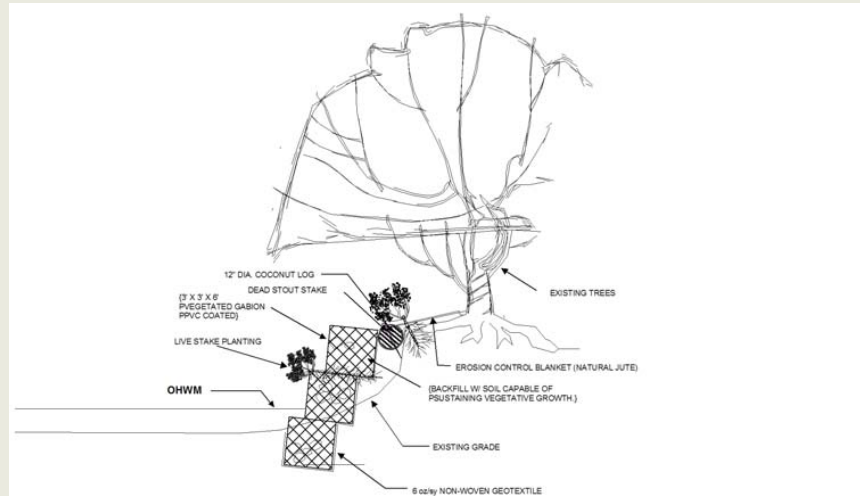 12" DIA. COCONUT LOG
DEAD STOUT STAKE
{3' X 3' X 6'
PVEGETATED GABION
PPVC COATED}
LIVE STAKE PLANTING
OHWM
EXISTING TREES
EROSION CONTROL BLANKET (NATURAL JUTE)
{BACKFILL W/ SOIL CAPABLE OF
PSUSTAINING VEGETATIVE GROWTH.}
EXISTING GRADE
6 oz/sy NON-WOVEN GEOTEXTILE